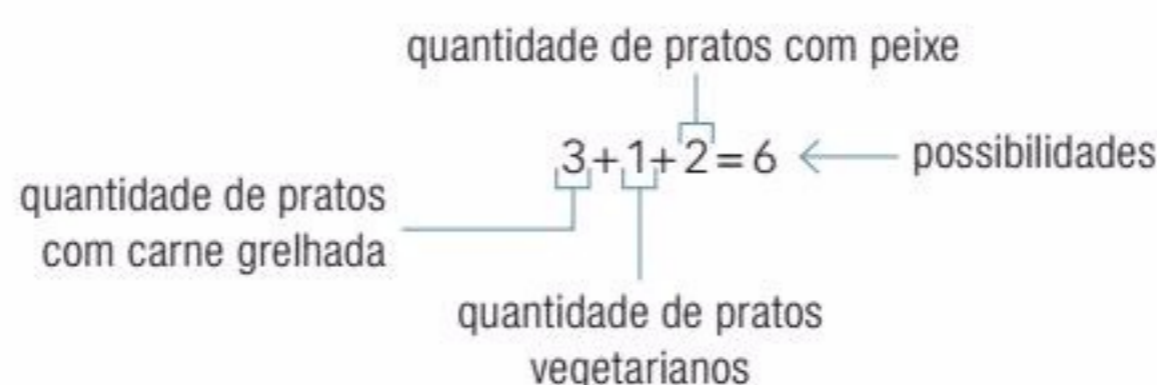 quantidade de pratos com peixe
3+1+2=6
possibilidades
quantidade de pratos
com carne grelhada
quantidade de pratos
vegetarianos